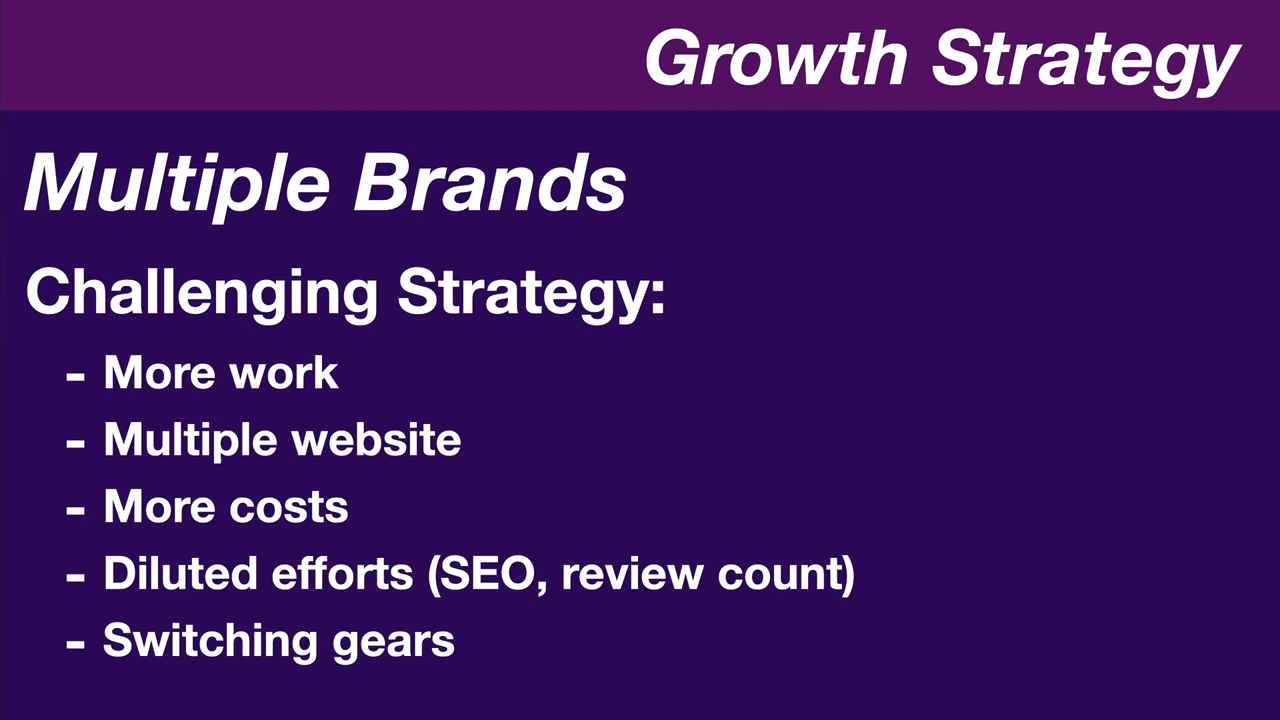 Growth Strategy
Multiple Brands
Challenging Strategy:
- More work
- Multiple website
- More costs
- Diluted efforts (SEO, review count)
- Switching gears